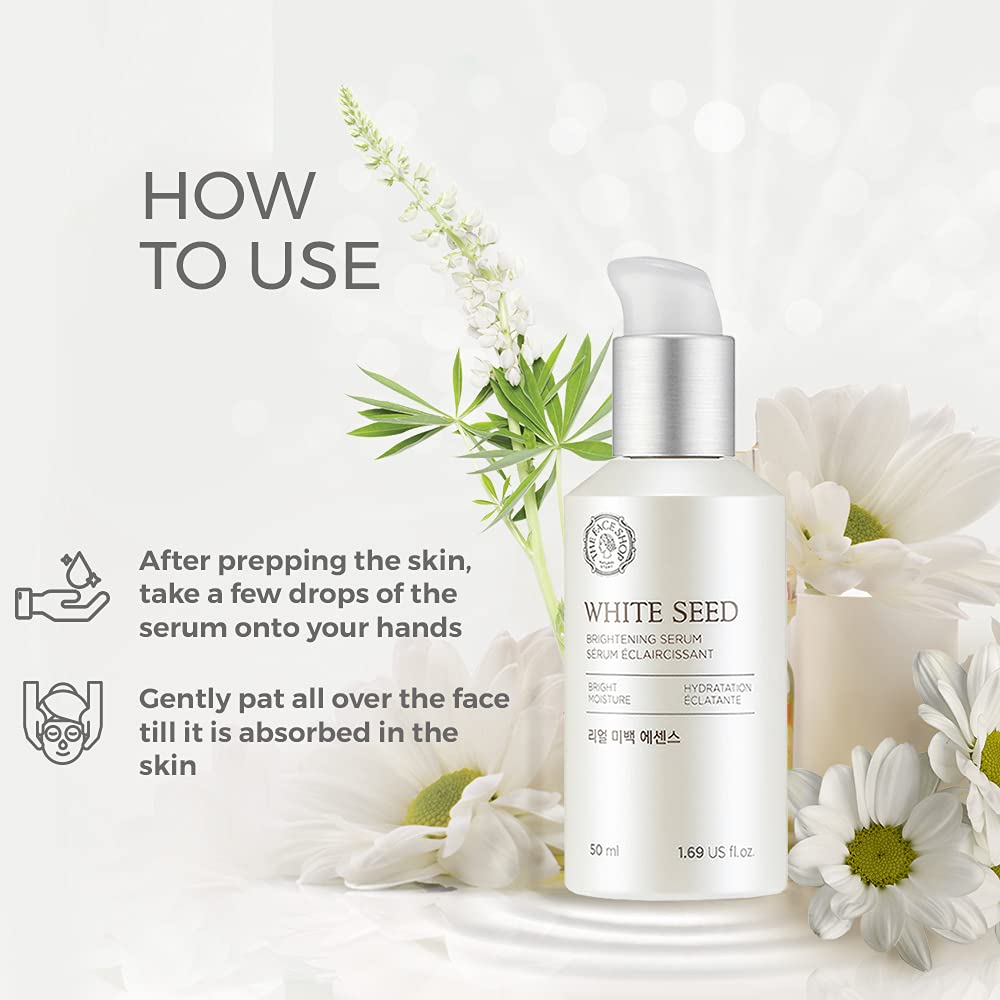 HOW
TO USE
After prepping the skin,
take a few drops of the
serum onto your hands
Gently pat all over the face
till it is absorbed in the
skin
THE FACE SHOP
NATURAL
STORY
WHITE SEED
BRIGHTENING SERUM
SÉRUM ÉCLAIRCISSANT
BRIGHT
MOISTURE
HYDRATATION
ÉCLATANTE
리얼 미백 에센스
50 ml
1.69 US fl.oz.